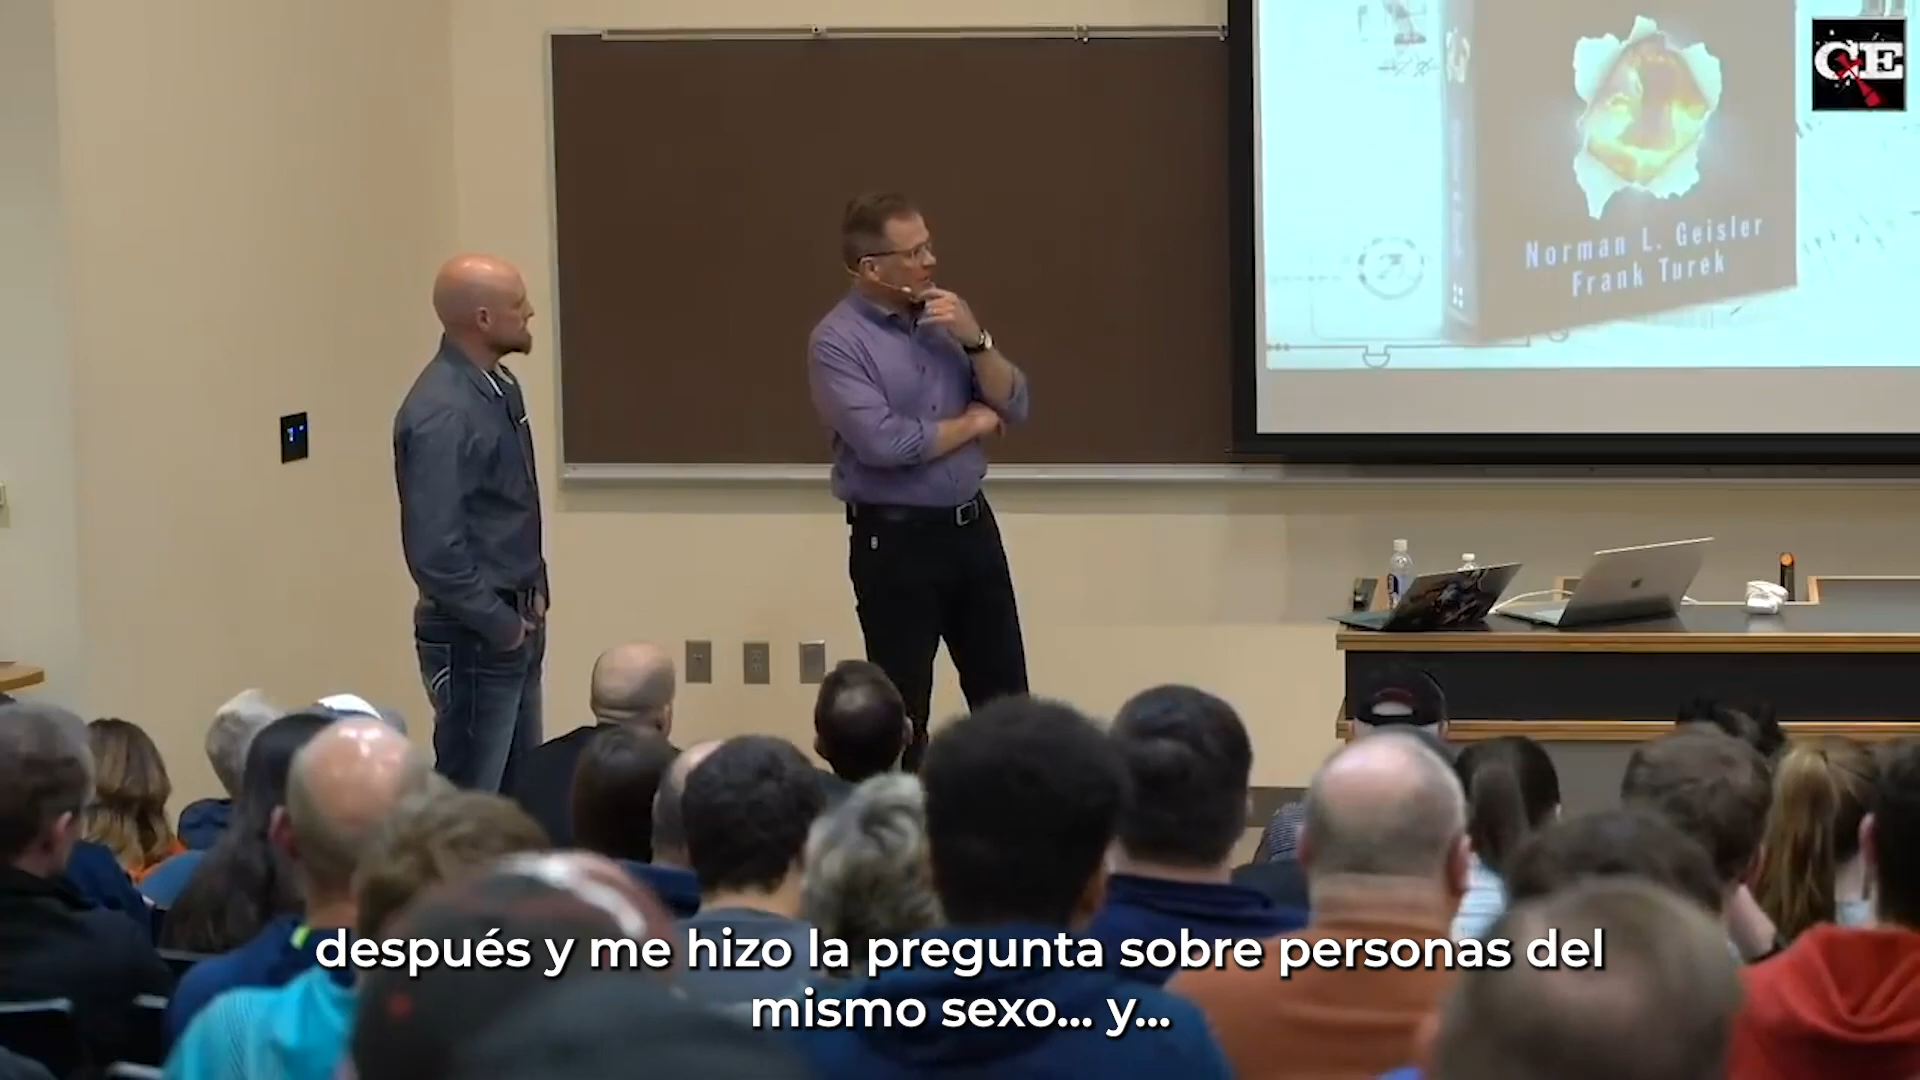 CE
Norman L. Geisler
Frank Turek
después y me hizo la pregunta sobre personas del
mismo sexo... y...